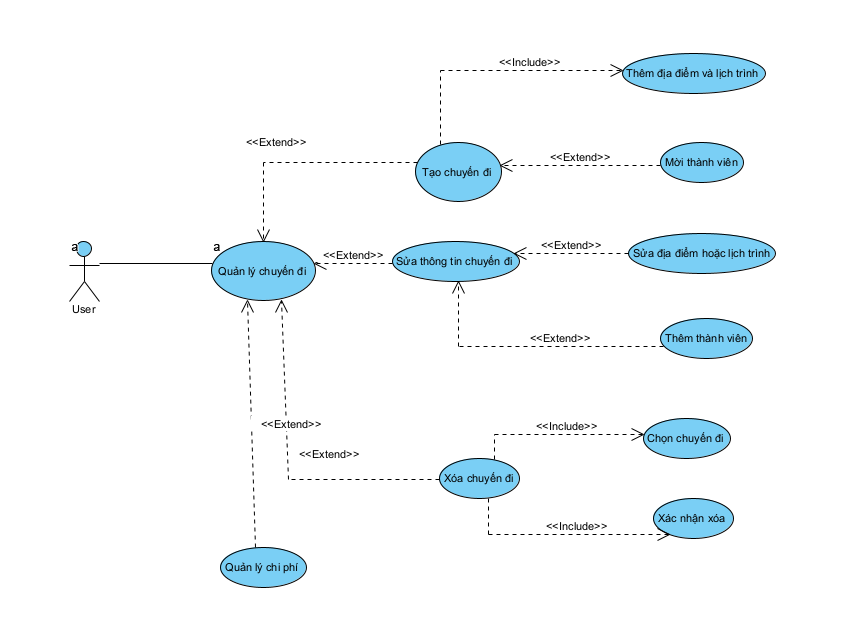 <<Include>>
Thêm địa điểm và lịch trình
<<Extend>>
Tạo chuyến đi
<<Extend>>
Mời thành viên
a
User
a
Quản lý chuyến đi
<<Extend>>
Sửa thông tin chuyến đi
<<Extend>>
Sửa địa điểm hoặc lịch trình
<<Extend>>
Thêm thành viên
<<Extend>>
<<Extend>>
Xóa chuyến đi
<<Include>>
Chọn chuyến đi
<<Include>>
Xác nhận xóa
Quản lý chi phí